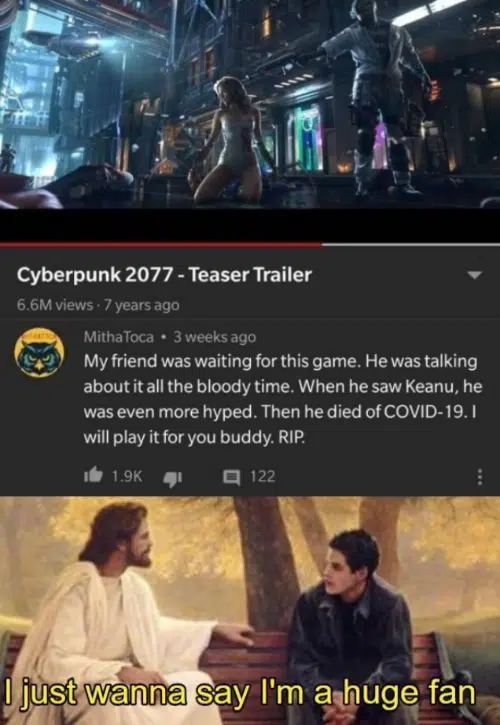 Cyberpunk 2077 - Teaser Trailer
6.6M views · 7 years ago
MithaToca • 3 weeks ago
My friend was waiting for this game. He was talking
about it all the bloody time. When he saw Keanu, he
was even more hyped. Then he died of COVID-19. I
will play it for you buddy. RIP.
1.9K 122
I just wanna say I'm a huge fan